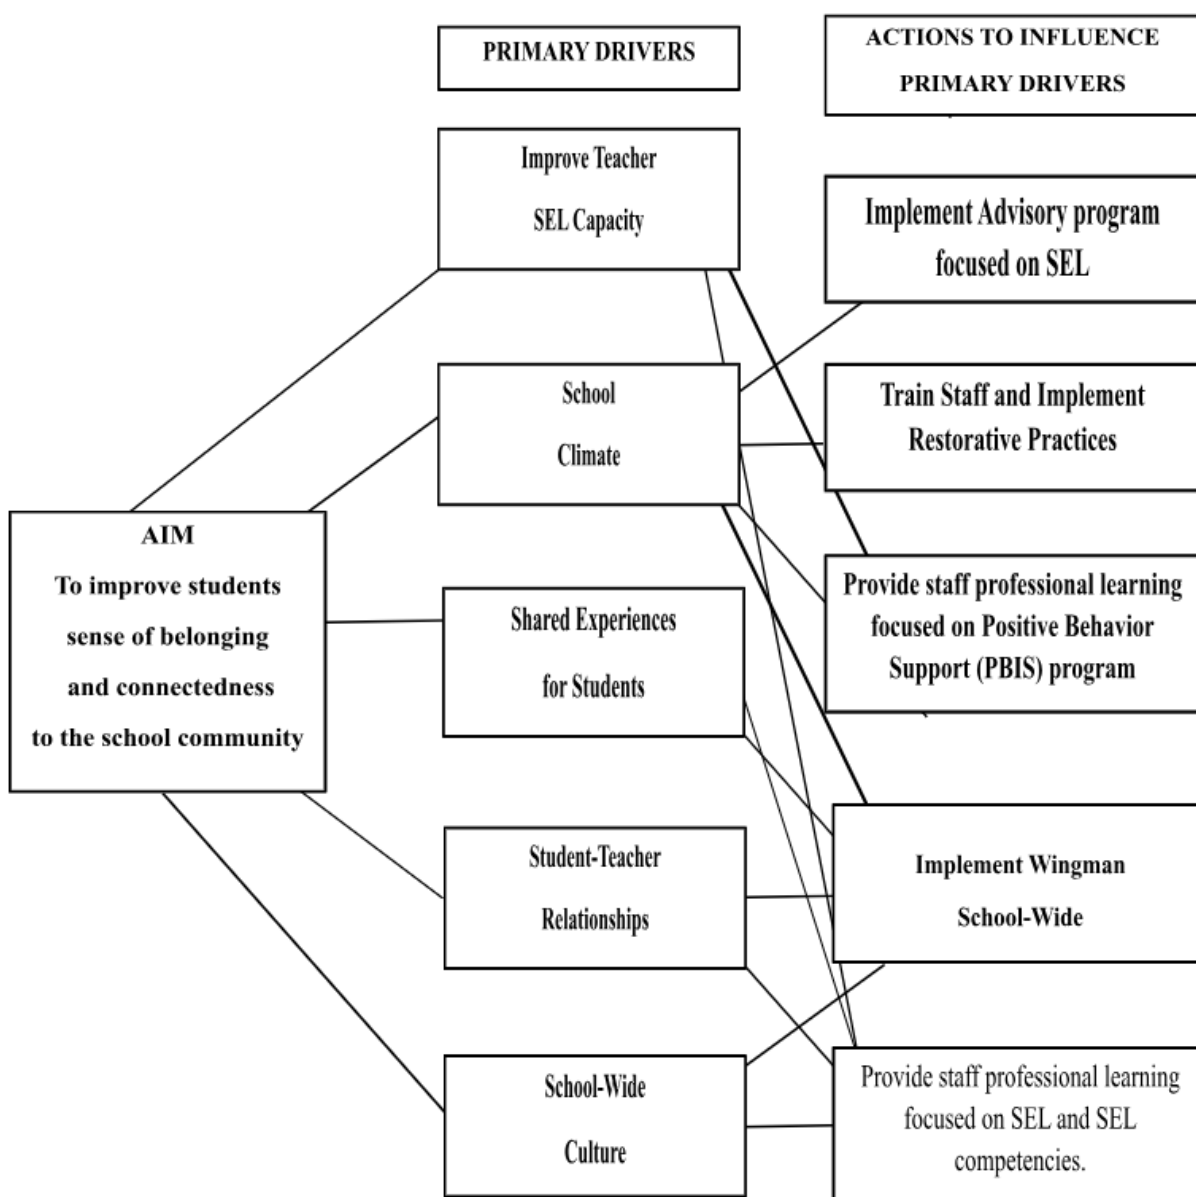 PRIMARY DRIVERS
ACTIONS TO INFLUENCE
PRIMARY DRIVERS
Improve Teacher
SEL Capacity
Implement Advisory program
focused on SEL
School
Climate
Train Staff and Implement
Restorative Practices
AIM
To improve students
sense of belonging
and connectedness
to the school community
Shared Experiences
for Students
Provide staff professional learning
focused on Positive Behavior
Support (PBIS) program
Student-Teacher
Relationships
Implement Wingman
School-Wide
School-Wide
Culture
Provide staff professional learning
focused on SEL and SEL
competencies.